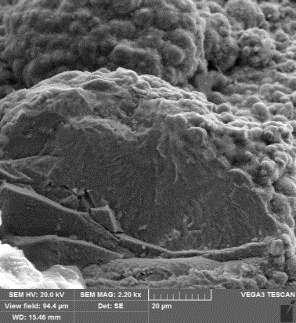 SEM HV: 20.0 kV SEM MAG: 2.20 kx VEGA3 TESCAN
View field: 94.4 µm Det: SE 20 µm
WD: 15.46 mm